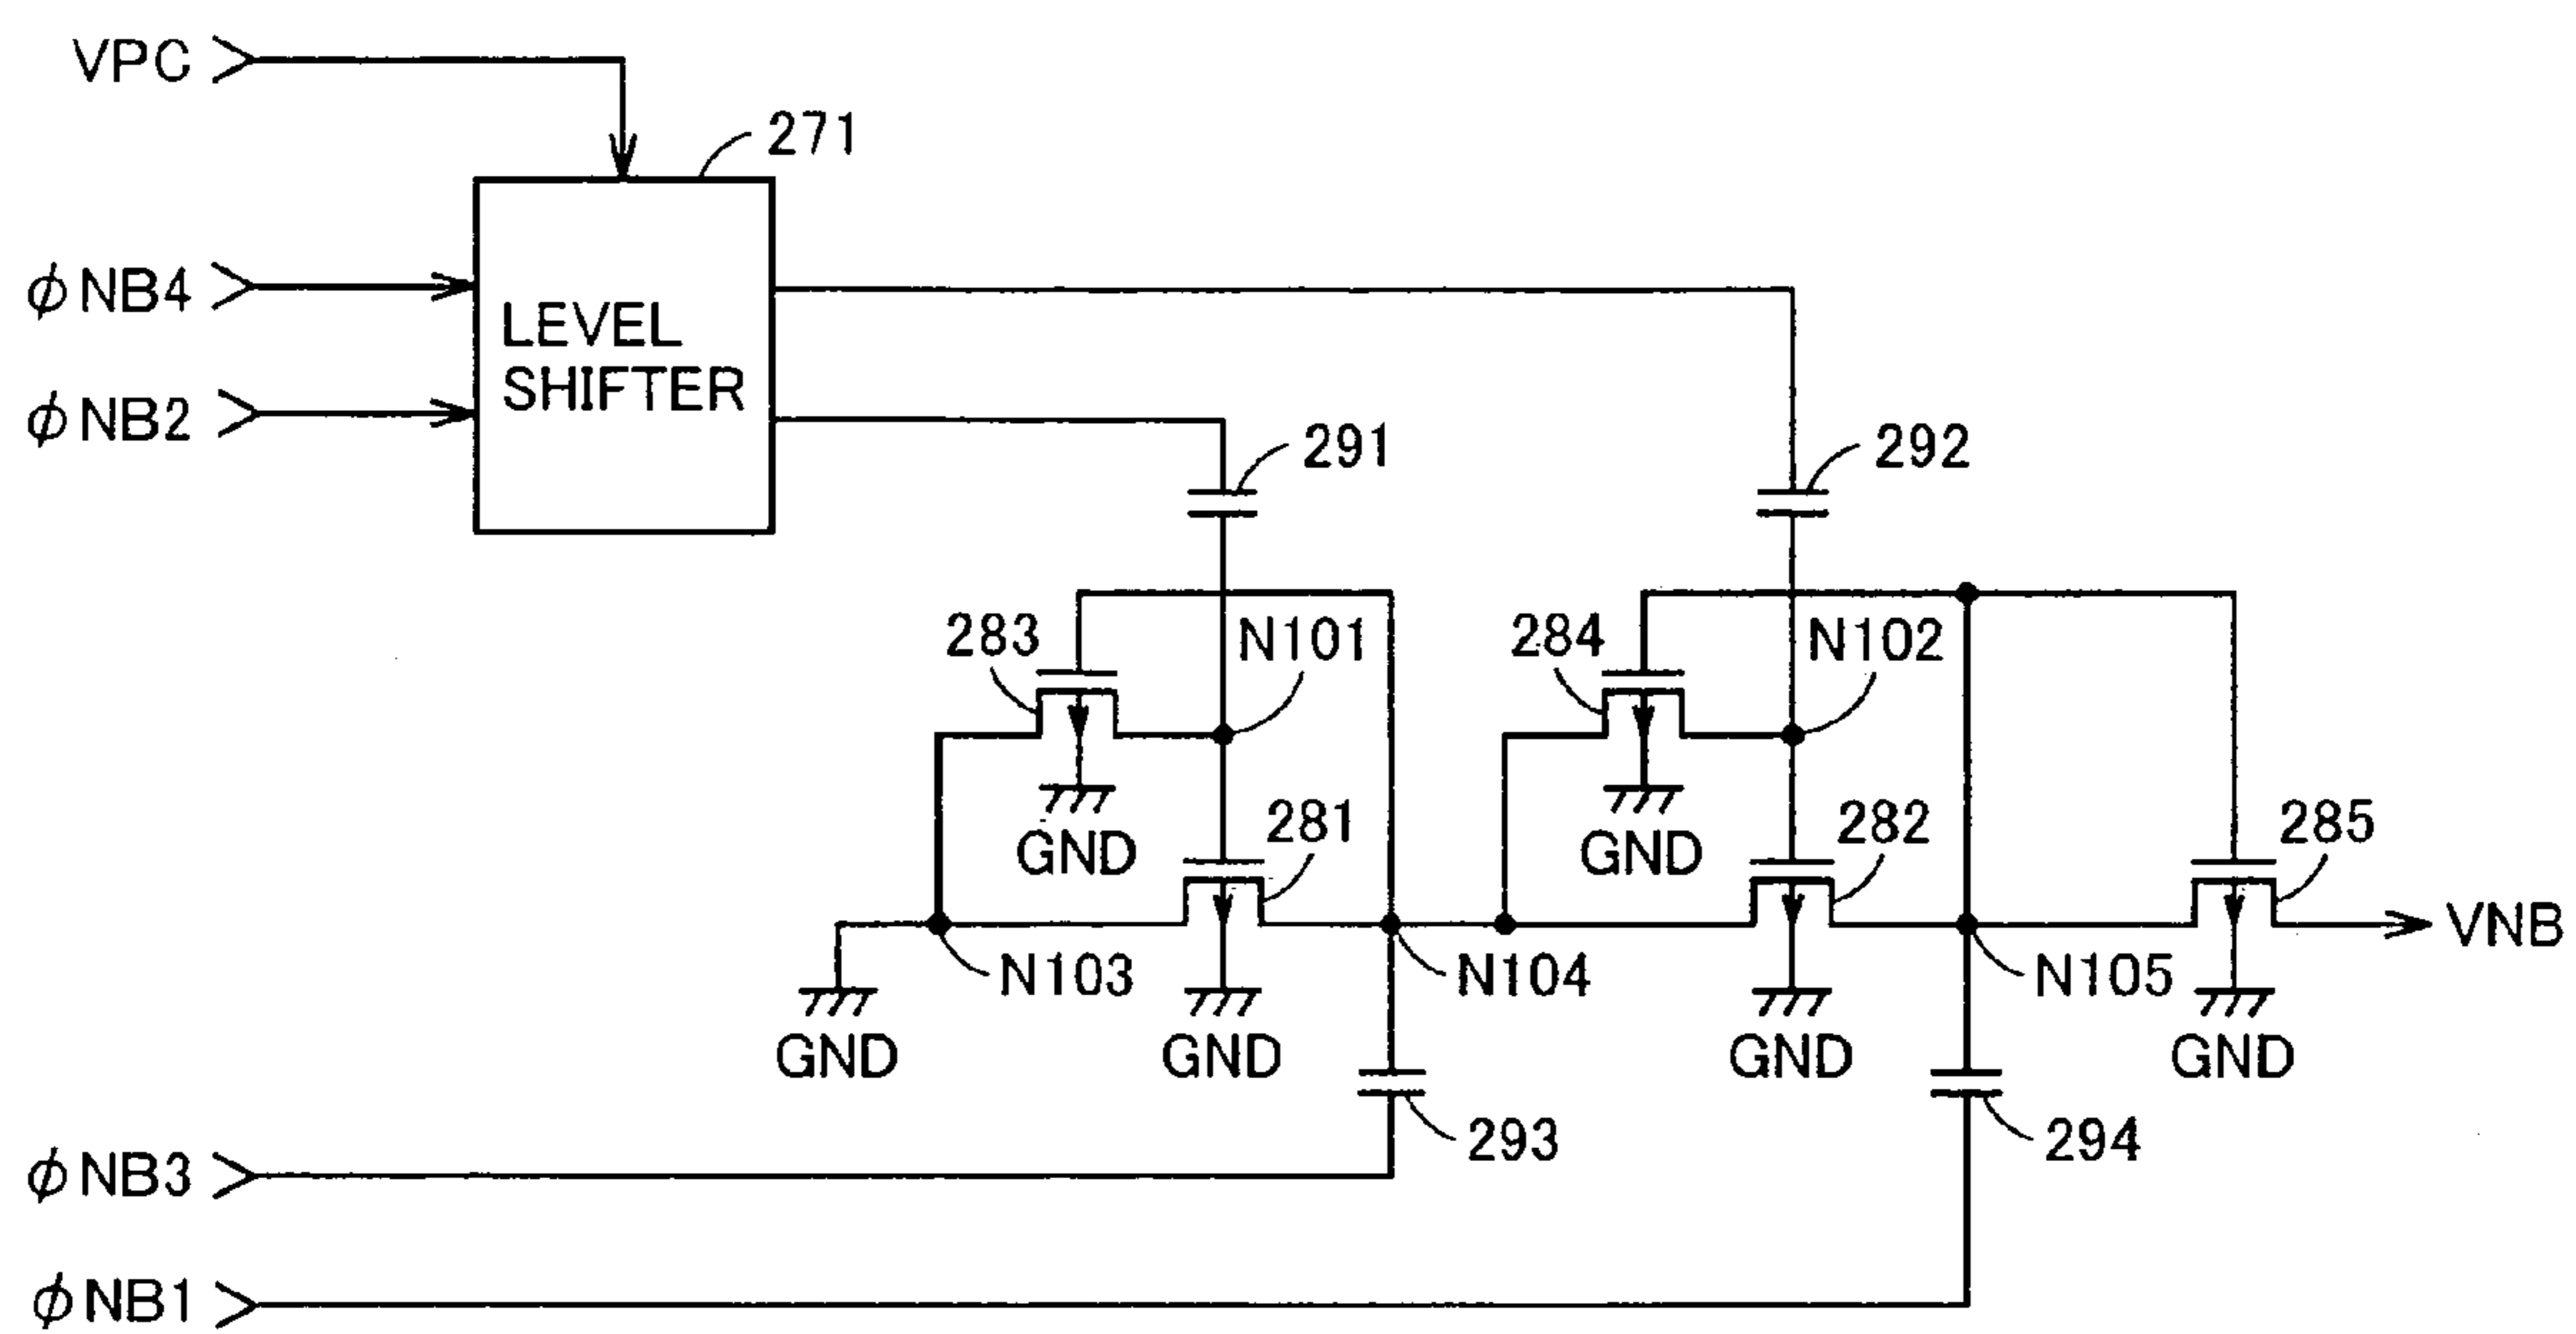 VPC
271
φNB4
LEVEL
SHIFTER
φNB2
291
292
283
N101
284
N102
GND
281
GND
282
285
VNB
N103
N104
N105
GND
GND
GND
GND
293
294
φNB3
φNB1